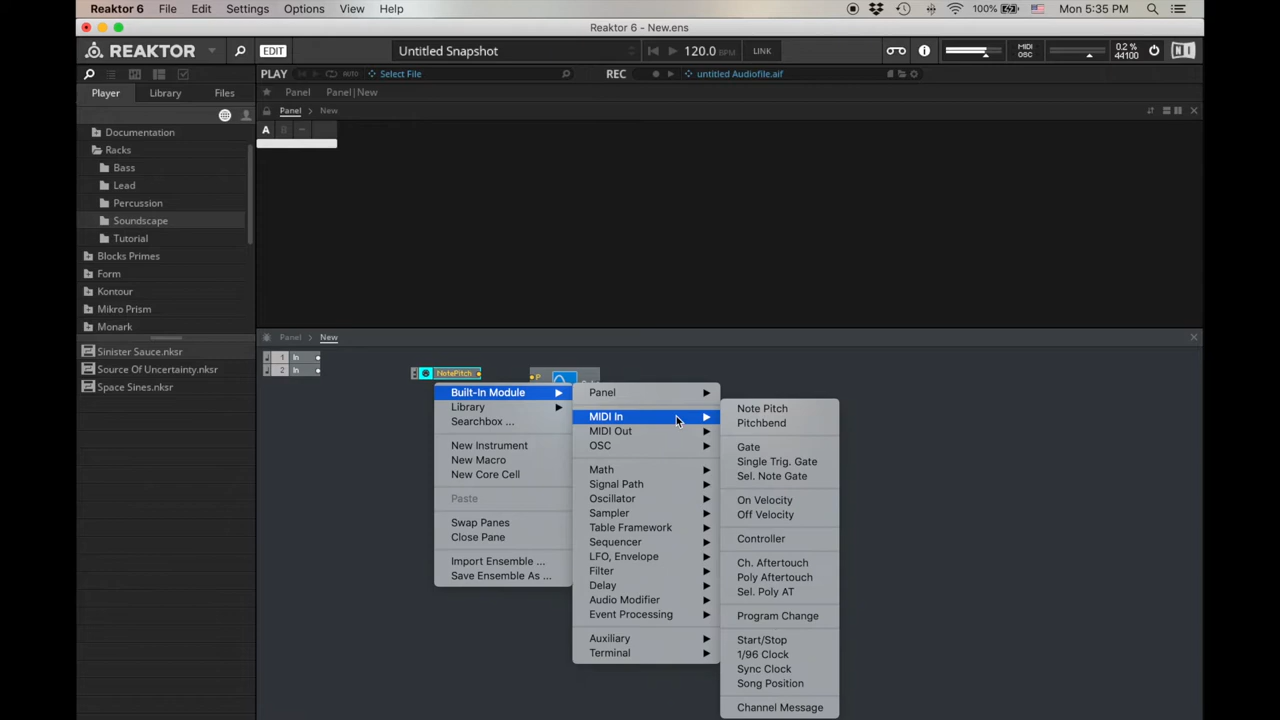 Reaktor 6 File Edit Settings Options View Help 100% Mon 5:35 PM
Reaktor 6 - New.ens
REAKTOR EDIT Untitled Snapshot 120.0 BPM LINK MIDI OSC 0.2 % 44100
PLAY AUTO Select File REC untitled Audiofile.aif
Player Library Files
Panel Panel|New
Panel New
A
Documentation
Racks
Bass
Lead
Percussion
Soundscape
Tutorial
Blocks Primes
Form
Kontour
Mikro Prism
Monark
Sinister Sauce.nksr
Source Of Uncertainty.nksr
Space Sines.nksr
Panel New
1 In
2 In
NotePitch
P
Built-In Module
Library
Searchbox ...
New Instrument
New Macro
New Core Cell
Paste
Swap Panes
Close Pane
Import Ensemble ...
Save Ensemble As ...
Panel
MIDI In
MIDI Out
OSC
Math
Signal Path
Oscillator
Sampler
Table Framework
Sequencer
LFO, Envelope
Filter
Delay
Audio Modifier
Event Processing
Auxiliary
Terminal
Note Pitch
Pitchbend
Gate
Single Trig. Gate
Sel. Note Gate
On Velocity
Off Velocity
Controller
Ch. Aftertouch
Poly Aftertouch
Sel. Poly AT
Program Change
Start/Stop
1/96 Clock
Sync Clock
Song Position
Channel Message